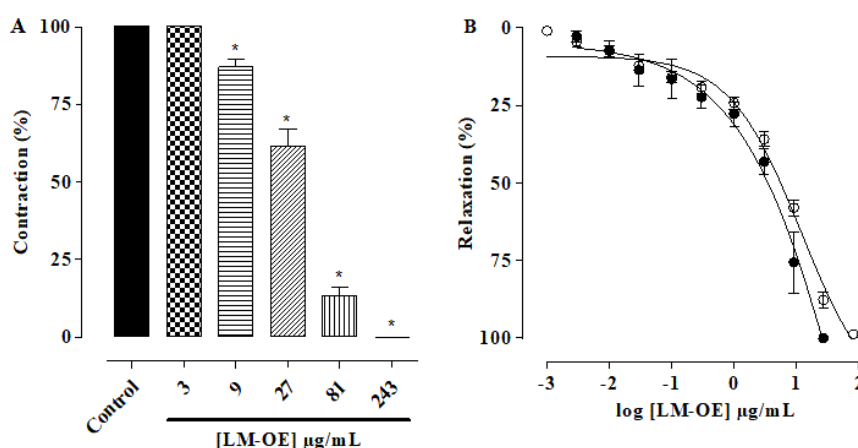 A
Contraction (%)
100
75
50
25
0
* * * * 
Control 3 9 27 81 243
[LM-OE] µg/mL
B
Relaxation (%)
0
25
50
75
100
-3 -2 -1 0 1 2
log [LM-OE] µg/mL